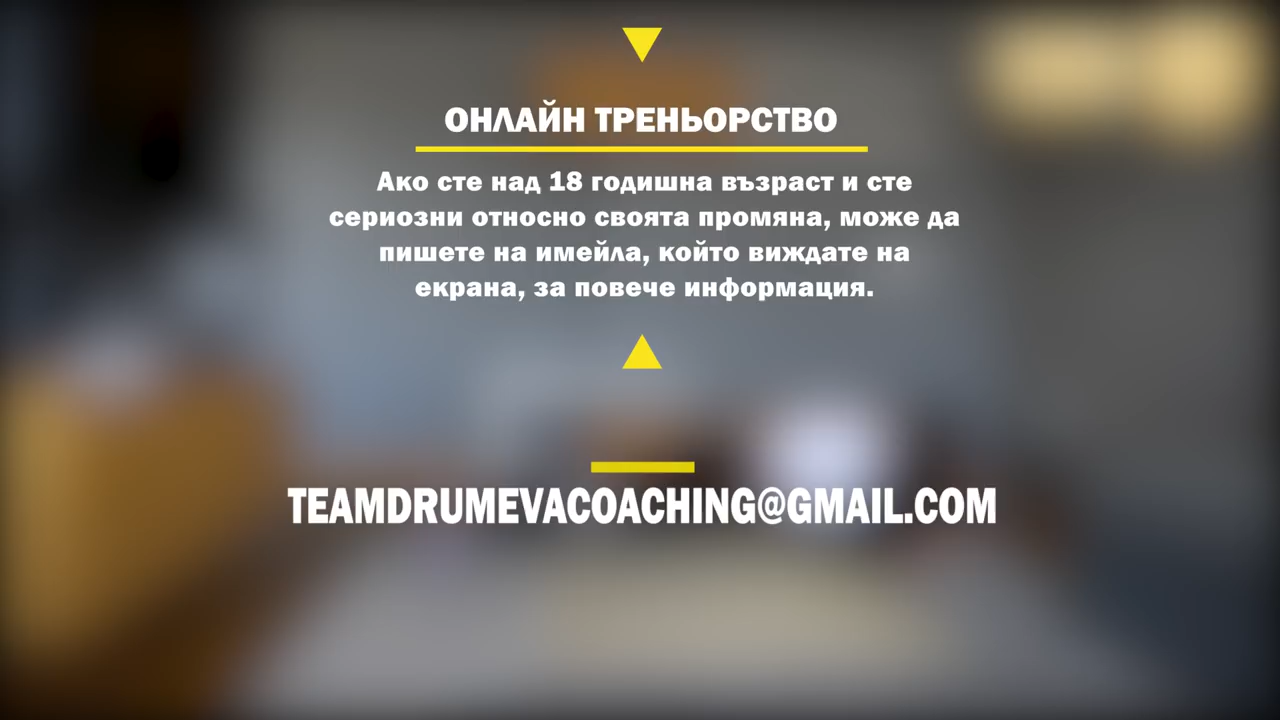 ОНЛАЙН ТРЕНЬОРСТВО
Ако сте над 18 годишна възраст и сте
сериозни относно своята промяна, може да
пишете на имейла, който виждате на
екрана, за повече информация.
TEAMDRUMEVACOACHING@GMAIL.COM